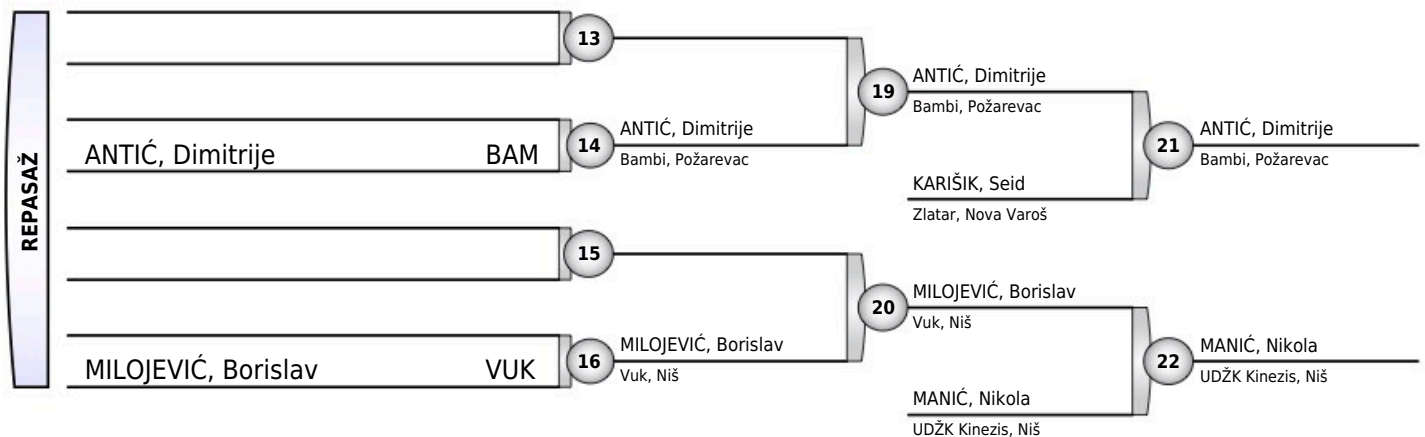 REPASAŽ
13
ANTIĆ, Dimitrije BAM
14
ANTIĆ, Dimitrije
Bambi, Požarevac
19
ANTIĆ, Dimitrije
Bambi, Požarevac
KARIŠIK, Seid
Zlatar, Nova Varoš
21
ANTIĆ, Dimitrije
Bambi, Požarevac
15
MILOJEVIĆ, Borislav VUK
16
MILOJEVIĆ, Borislav
Vuk, Niš
20
MILOJEVIĆ, Borislav
Vuk, Niš
MANIĆ, Nikola
UDŽK Kinezis, Niš
22
MANIĆ, Nikola
UDŽK Kinezis, Niš